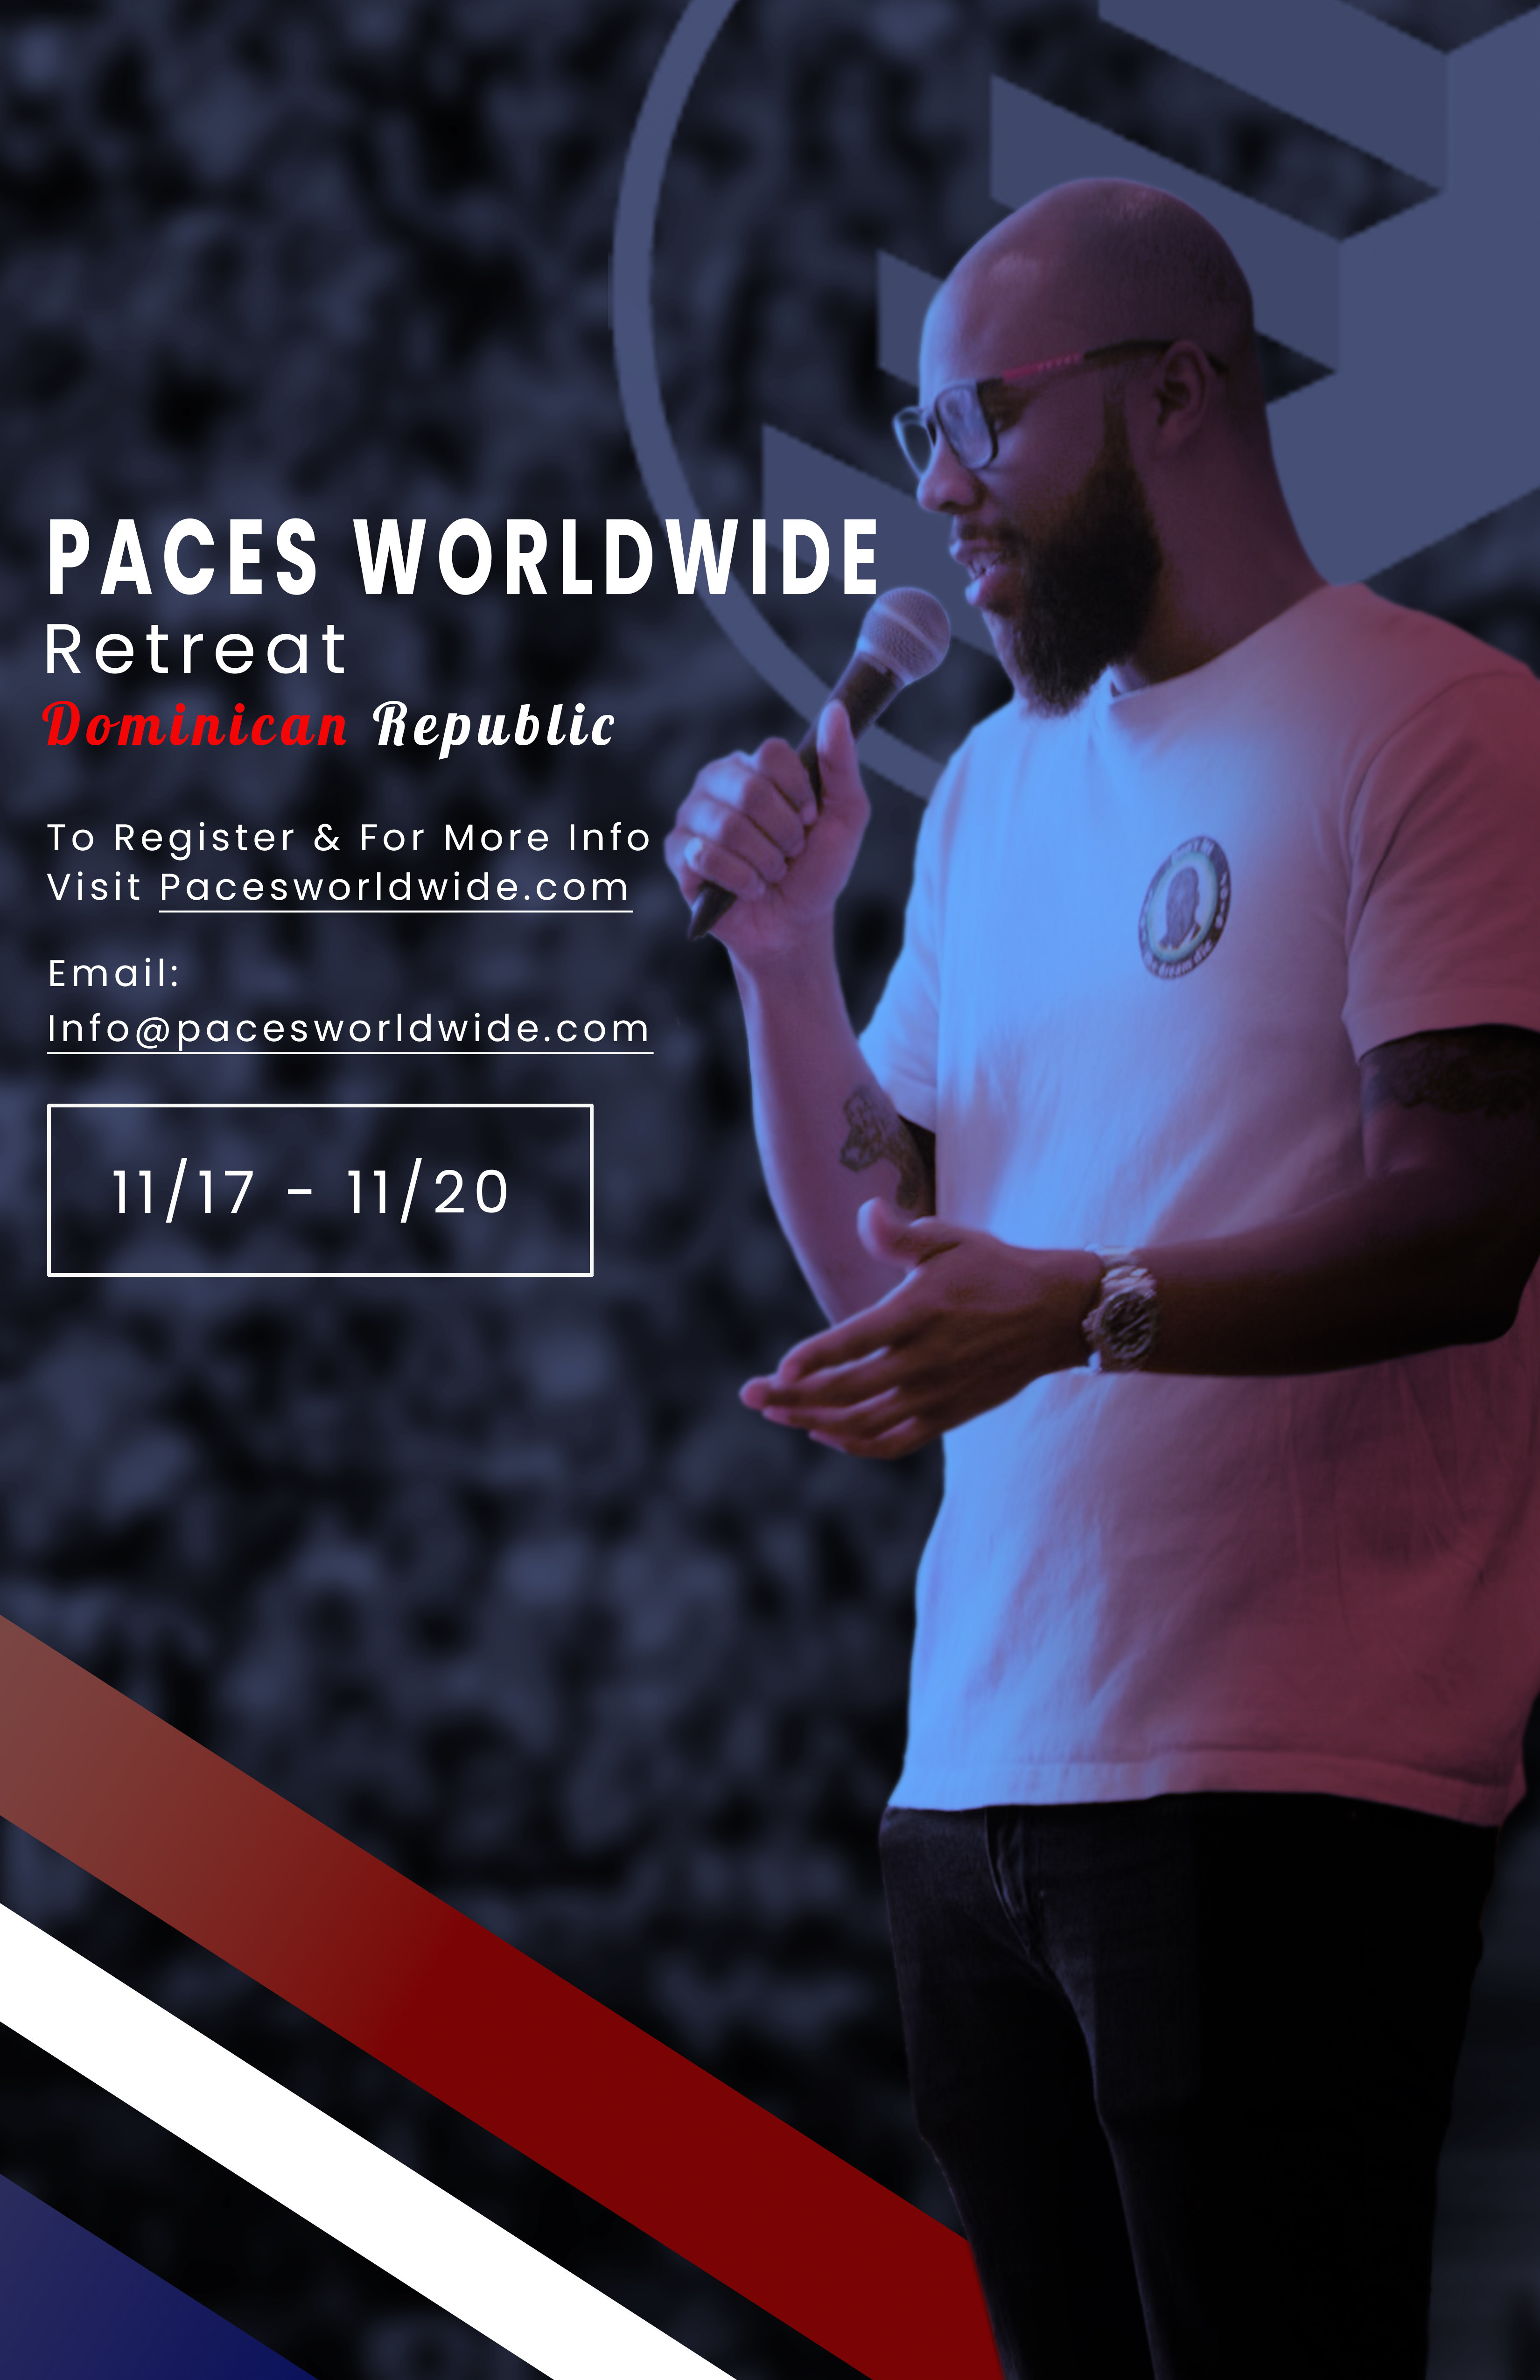 PACES WORLDWIDE
Retreat
Dominican Republic
To Register & For More Info
Visit Pacesworldwide.com
Email:
Info@pacesworldwide.com
11/17 - 11/20